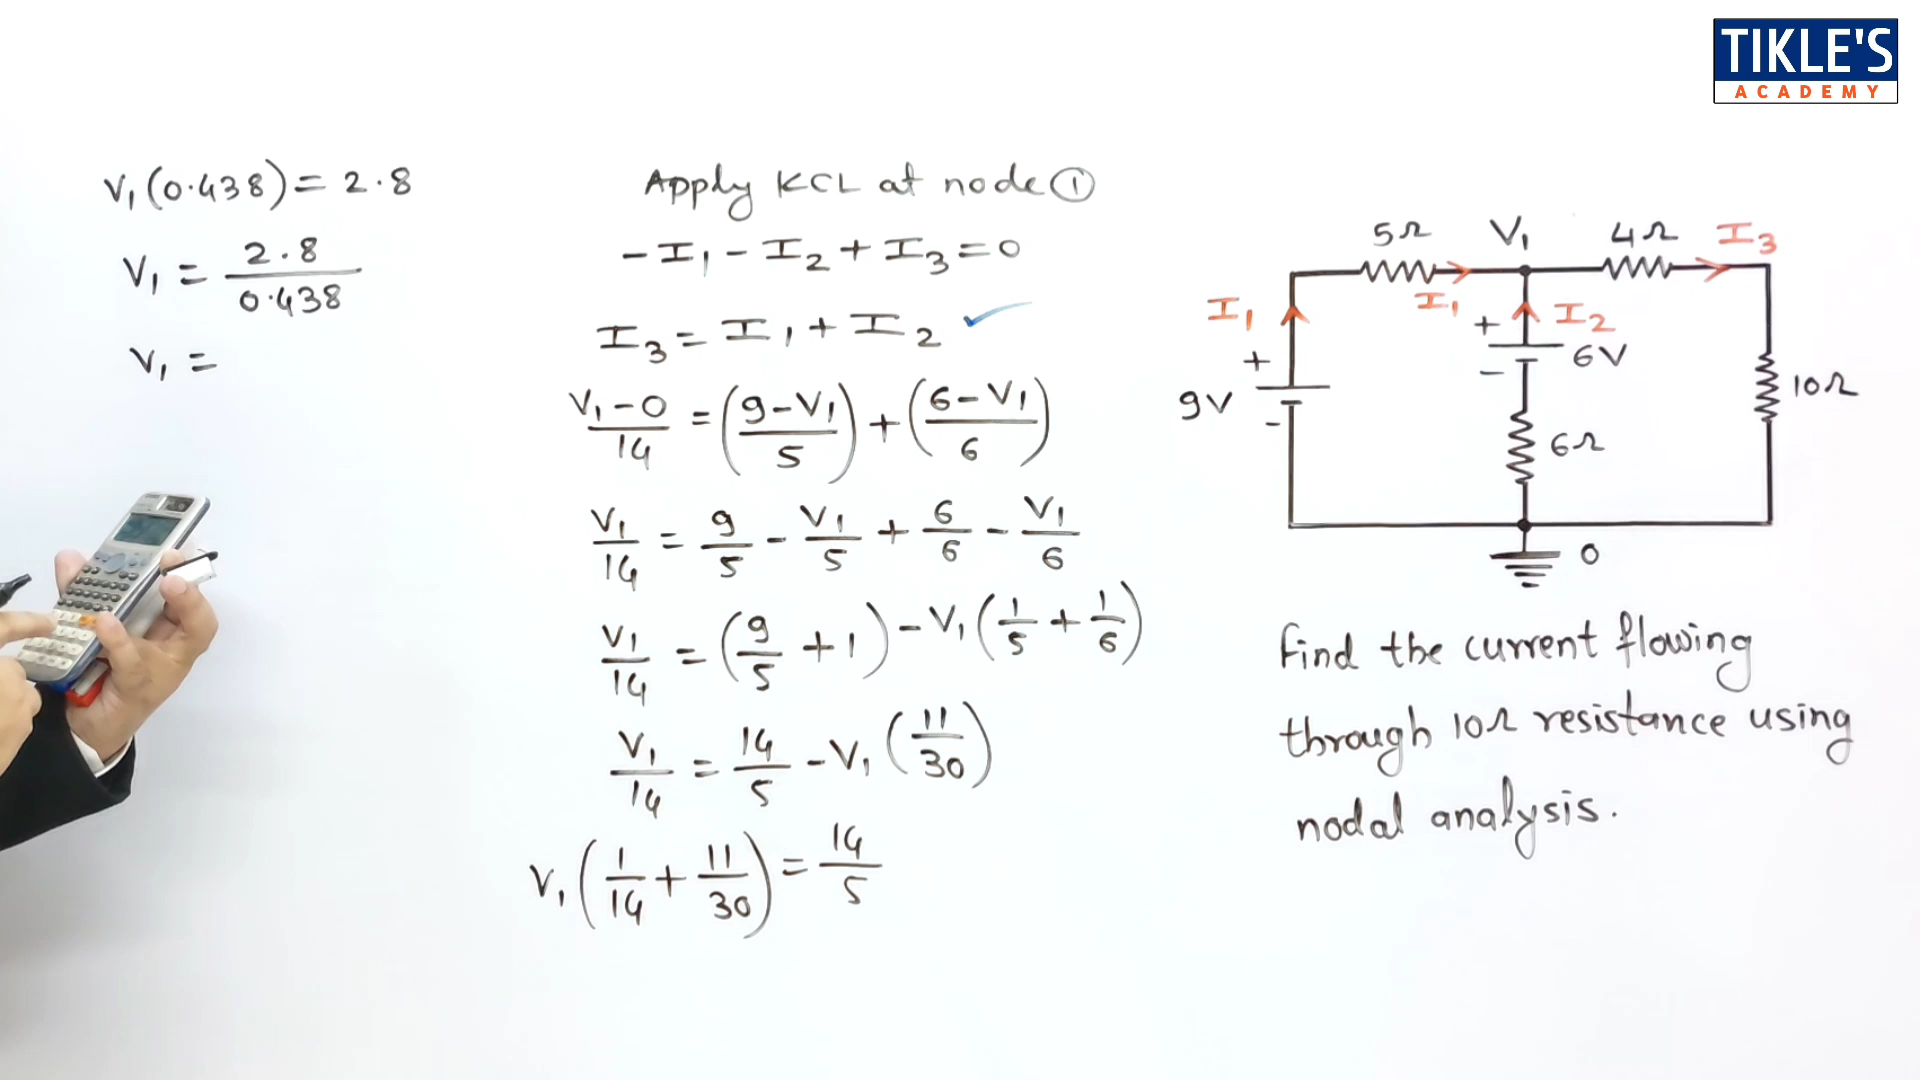 TIKLE'S
ACADEMY
V₁(0.438) = 2.8
V₁ = 2.8/0.438
V₁ =
Apply KCL at node ①
-I₁ - I₂ + I₃ = 0
I₃ = I₁ + I₂ ✓
(V₁-0)/14 = ((9-V₁)/5) + ((6-V₁)/6)
V₁/14 = 9/5 - V₁/5 + 6/6 - V₁/6
V₁/14 = (9/5 + 1) - V₁(1/5 + 1/6)
V₁/14 = 14/5 - V₁(11/30)
V₁(1/14 + 11/30) = 14/5
5Ω V₁ 4Ω I₃
I₁ I₁ + I₂
+ - 6V
9V 10Ω
- 6Ω
0
Find the current flowing
through 10Ω resistance using
nodal analysis.